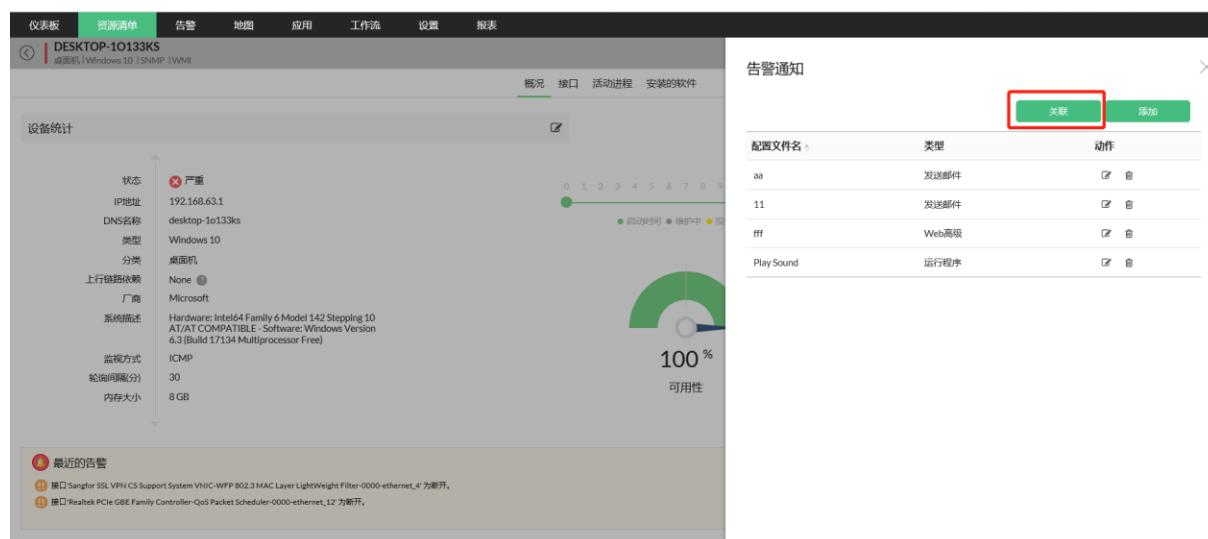 仪表板 资源清单 告警 地图 应用 工作流 设置 报表
DESKTOP-1O133KS
桌面机 | Windows 10 | SNMP | WMI
概况 接口 活动进程 安装的软件
设备统计
状态 严重
IP地址 192.168.63.1
DNS名称 desktop-1o133ks
类型 Windows 10
分类 桌面机
上行链路依赖 None
厂商 Microsoft
系统描述 Hardware: Intel64 Family 6 Model 142 Stepping 10
AT/AT COMPATIBLE - Software: Windows Version
6.3 (Build 17134 Multiprocessor Free)
监视方式 ICMP
轮询间隔(分) 30
内存大小 8 GB
0 1 2 3 4 5 6 7 8 9
启动时间 维护中
100 %
可用性
最近的告警
接口'Sangfor SSL VPN CS Support System VNIC-WFP 802.3 MAC Layer LightWeight Filter-0000-ethernet_4' 为断开。
接口'Realtek PCIe GBE Family Controller-QoS Packet Scheduler-0000-ethernet_12' 为断开。
告警通知
关联 添加
配置文件名 类型 动作
aa 发送邮件
11 发送邮件
fff Web高级
Play Sound 运行程序